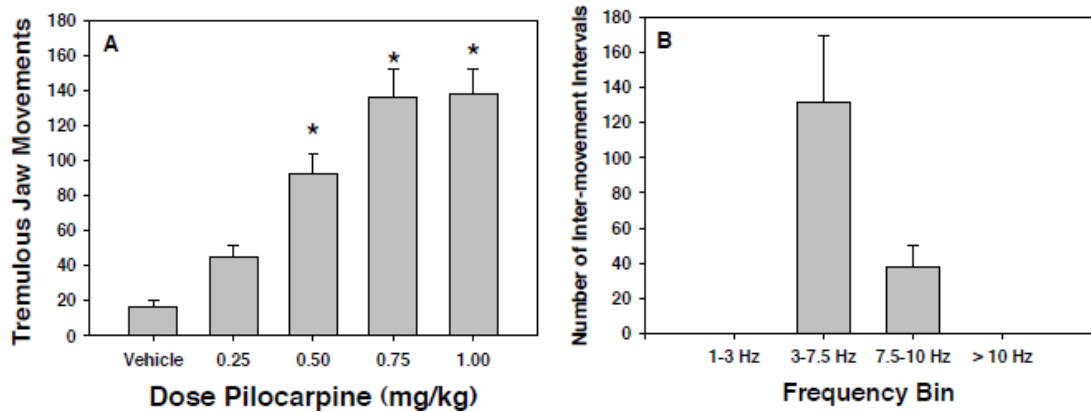 A
Tremulous Jaw Movements
180
160
140
120
100
80
60
40
20
0
*
*
*
Vehicle 0.25 0.50 0.75 1.00
Dose Pilocarpine (mg/kg)
B
Number of Inter-movement Intervals
180
160
140
120
100
80
60
40
20
0
1-3 Hz 3-7.5 Hz 7.5-10 Hz > 10 Hz
Frequency Bin